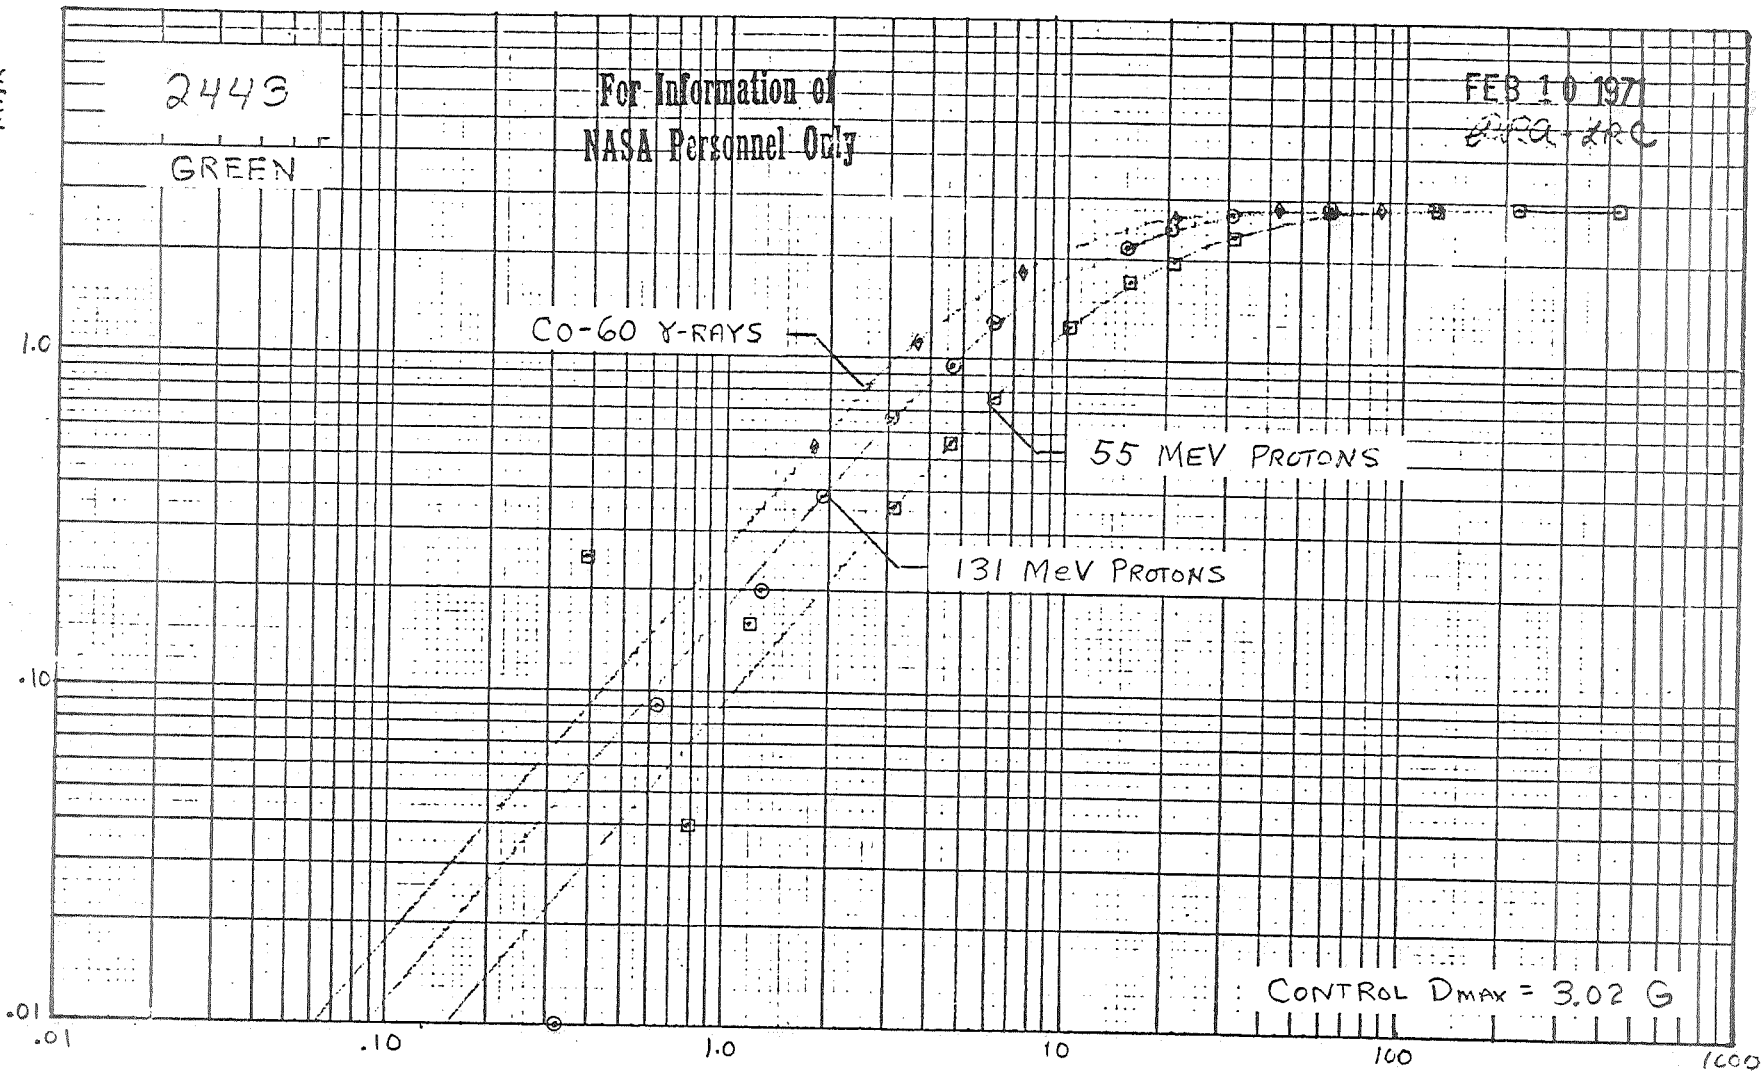 2443
GREEN
For Information of
NASA Personnel Only
FEB 10 1971
1.0
.10
.01
CO-60 γ-RAYS
55 MEV PROTONS
131 MeV PROTONS
CONTROL DMAX = 3.02 G
.01
.10
1.0
10
100
1000